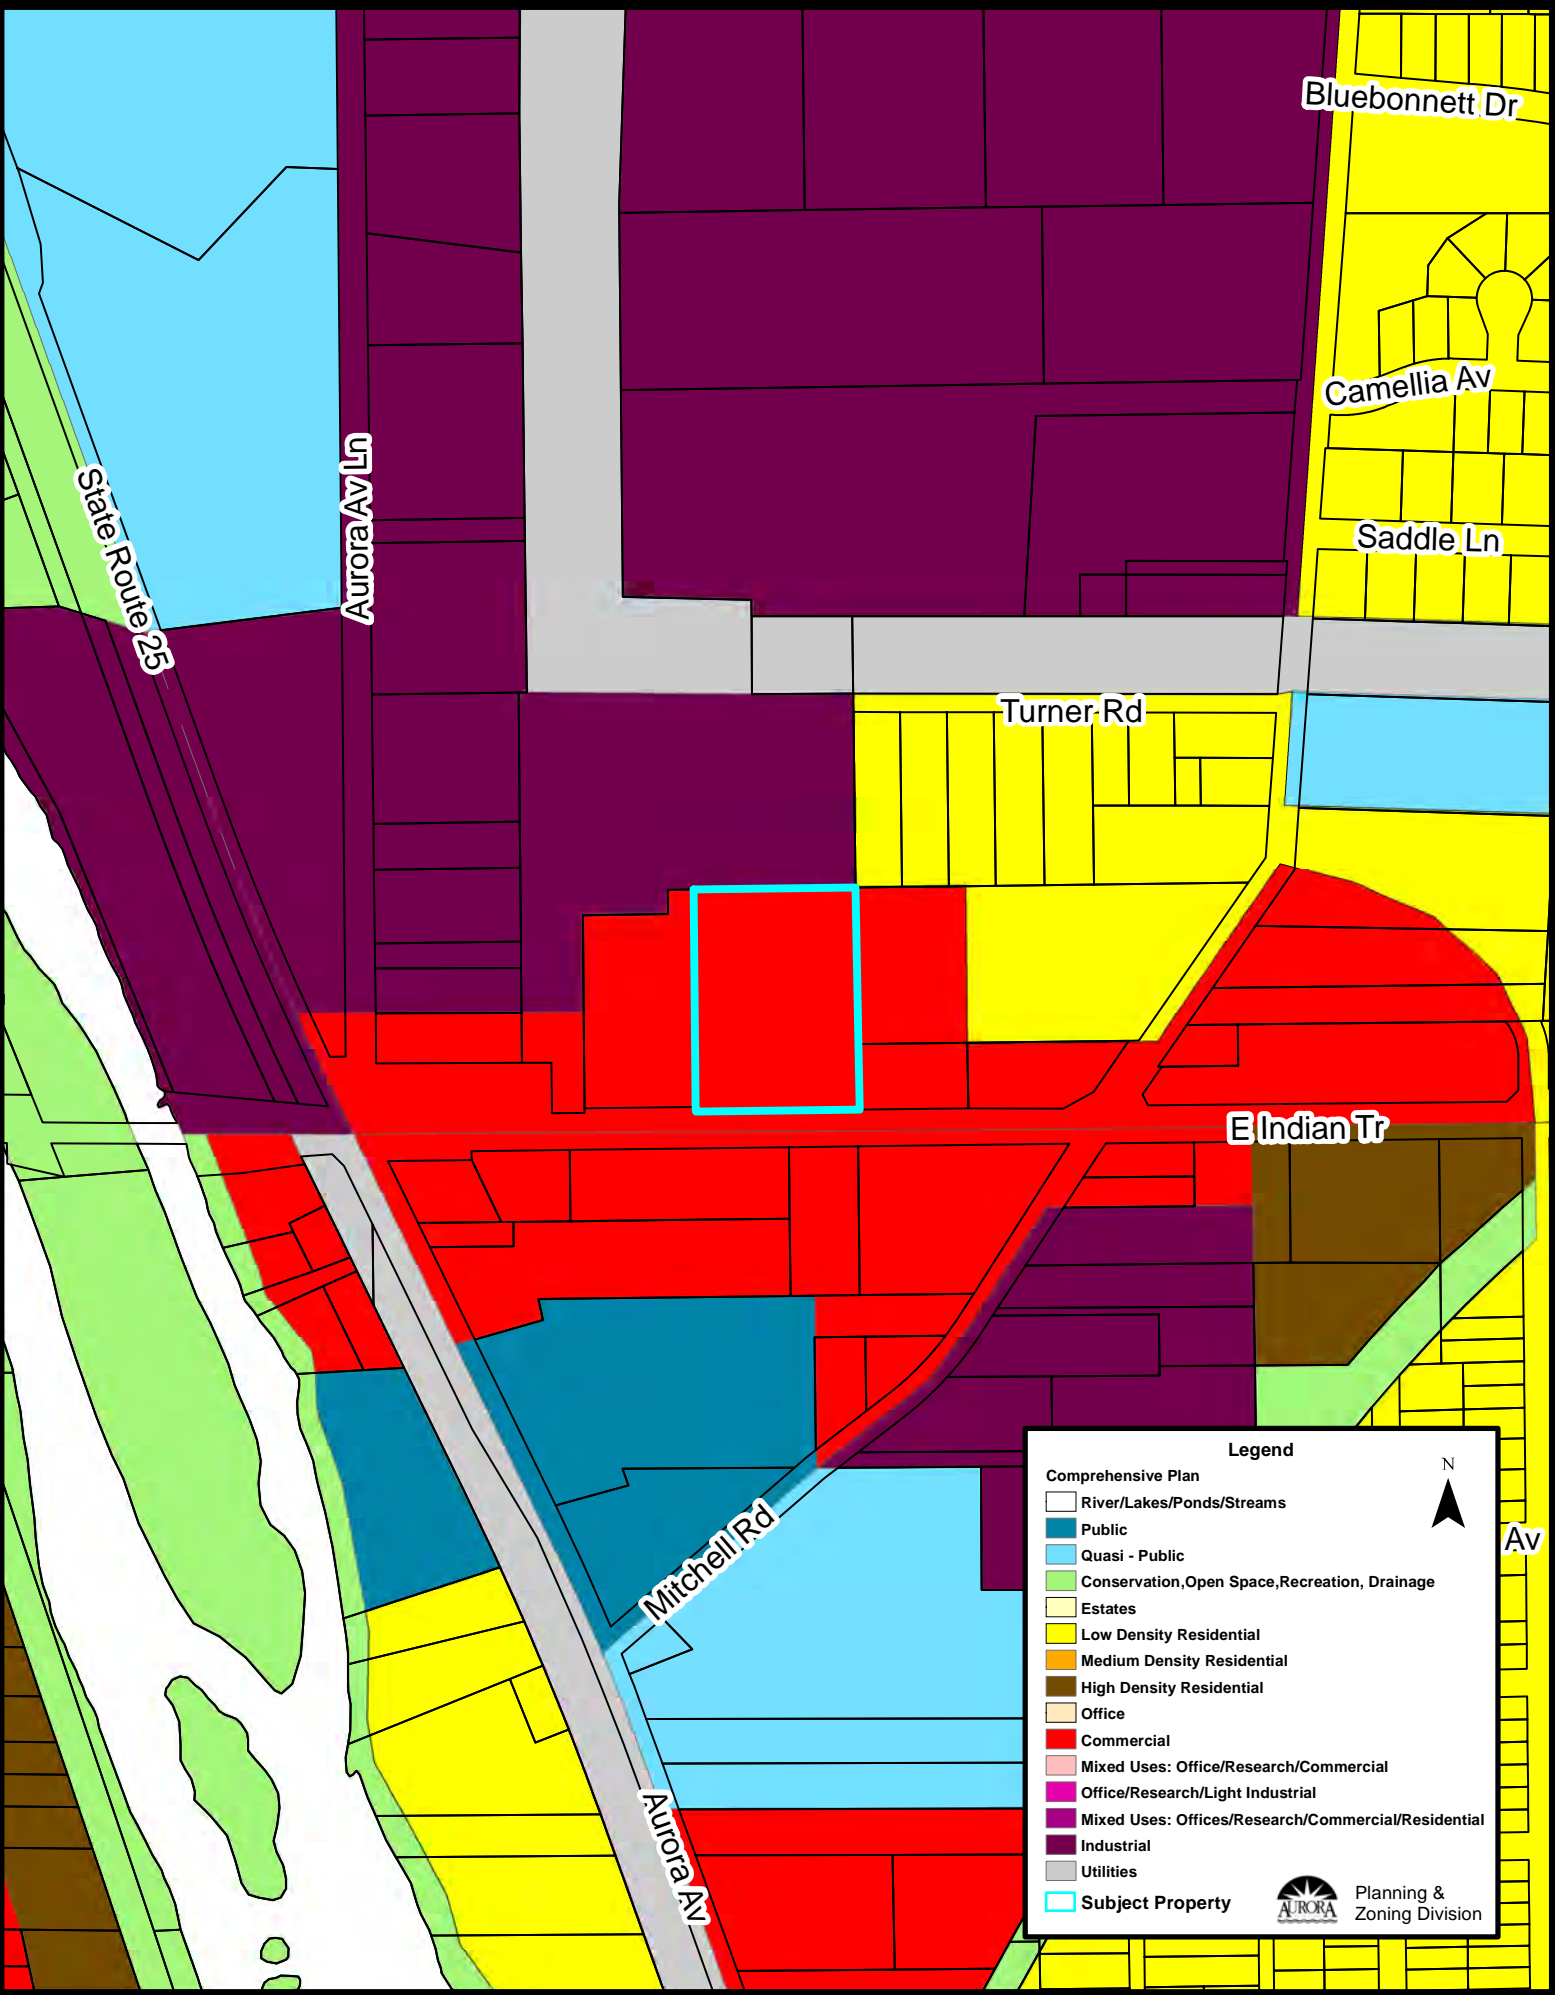 Bluebonnett Dr
Camellia Av
Aurora Av Ln
State Route 25
Saddle Ln
Turner Rd
E Indian Tr
Mitchell Rd
Aurora Av
Av
Legend
N
Comprehensive Plan
River/Lakes/Ponds/Streams
Public
Quasi - Public
Conservation,Open Space,Recreation, Drainage
Estates
Low Density Residential
Medium Density Residential
High Density Residential
Office
Commercial
Mixed Uses: Office/Research/Commercial
Office/Research/Light Industrial
Mixed Uses: Offices/Research/Commercial/Residential
Industrial
Utilities
Subject Property
AURORA
Planning &
Zoning Division